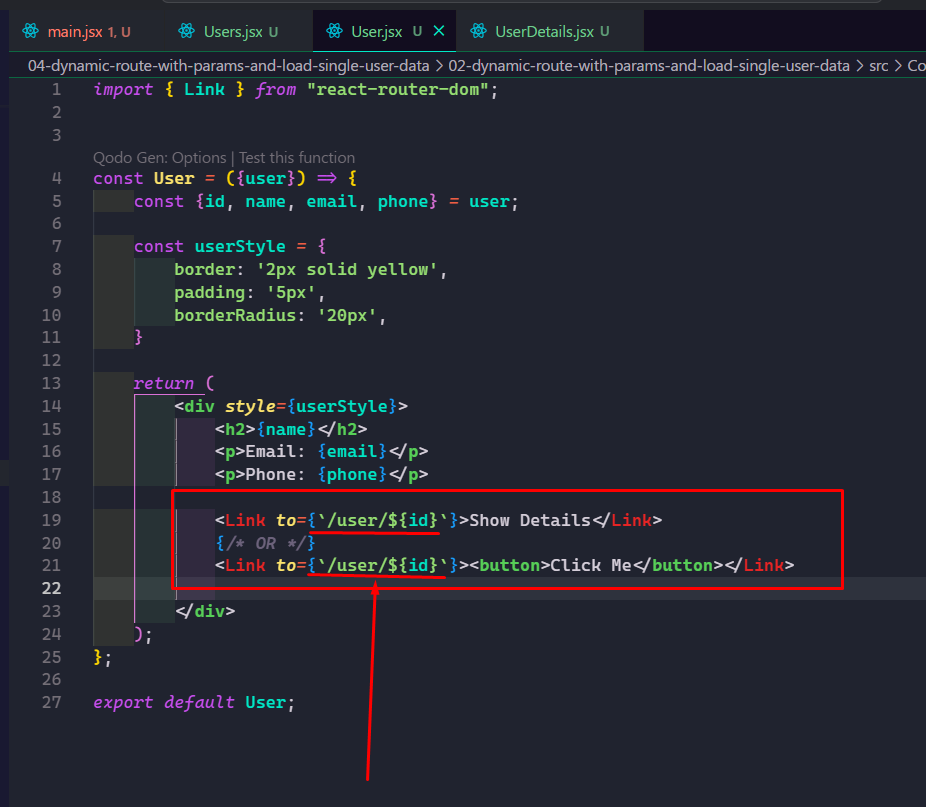 main.jsx 1, U Users.jsx U User.jsx U × UserDetails.jsx U
04-dynamic-route-with-params-and-load-single-user-data > 02-dynamic-route-with-params-and-load-single-user-data > src > Co
1 import { Link } from "react-router-dom";
2
3
Qodo Gen: Options | Test this function
4 const User = ({user}) => {
5 const {id, name, email, phone} = user;
6
7 const userStyle = {
8 border: '2px solid yellow',
9 padding: '5px',
10 borderRadius: '20px',
11 }
12
13 return (
14 <div style={userStyle}>
15 <h2>{name}</h2>
16 <p>Email: {email}</p>
17 <p>Phone: {phone}</p>
18
19 <Link to={`/user/${id}`}>Show Details</Link>
20 {/* OR */}
21 <Link to={`/user/${id}`}><button>Click Me</button></Link>
22
23 </div>
24 );
25 };
26
27 export default User;